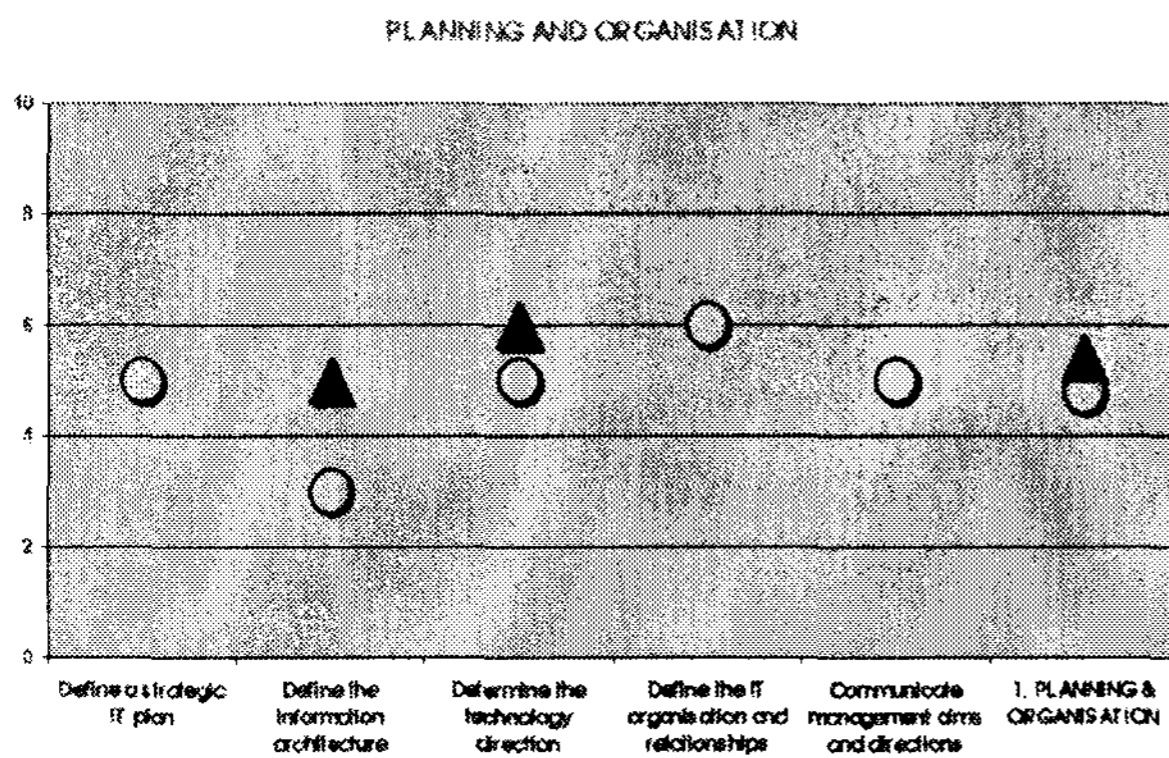 PLANNING AND ORGANISATION
10
8
6
4
2
0
Define a strategic
IT plan
Define the
information
architecture
Determine the
technology
direction
Define the IT
organisation and
relationships
Communicate
management aims
and directions
1. PLANNING &
ORGANISATION